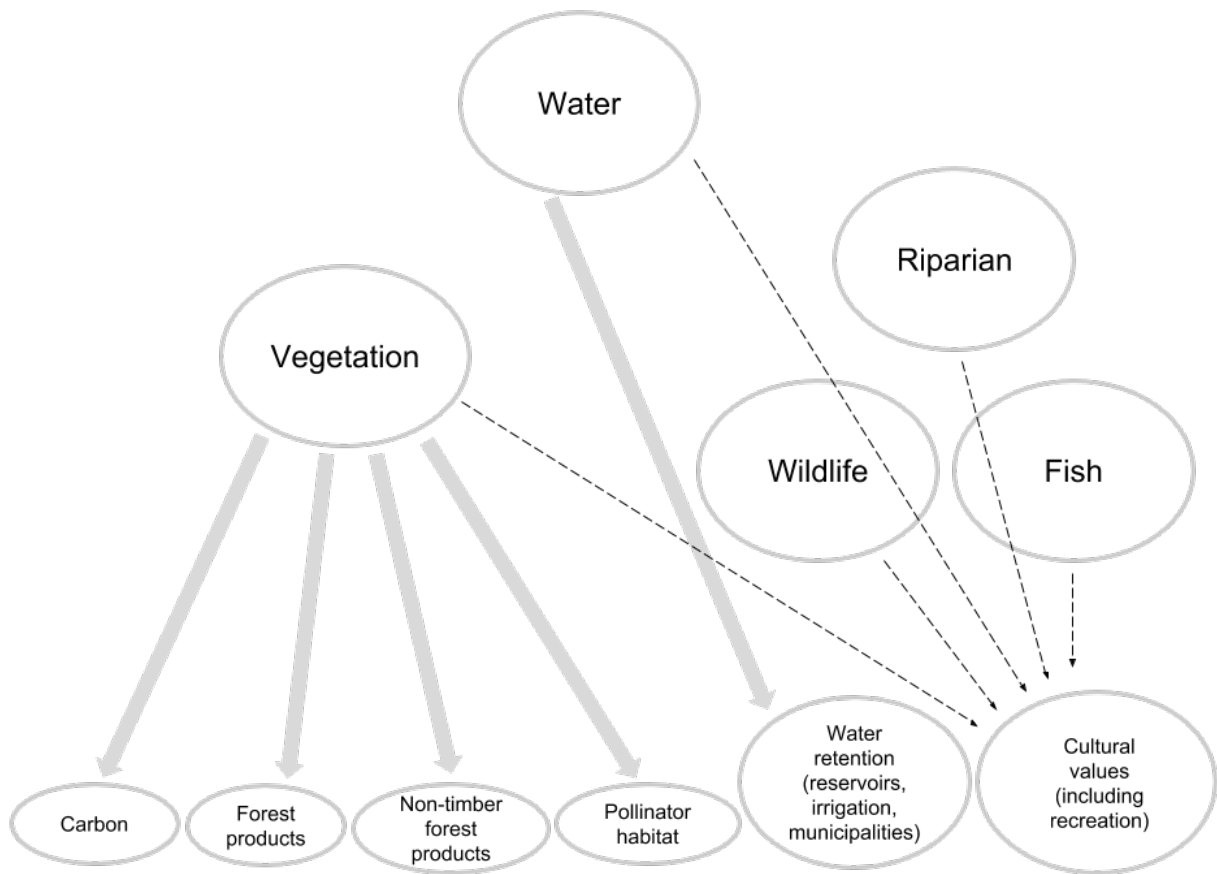 Water
Riparian
Vegetation
Wildlife
Fish
Carbon
Forest
products
Non-timber
forest
products
Pollinator
habitat
Water
retention
(reservoirs,
irrigation,
municipalities)
Cultural
values
(including
recreation)